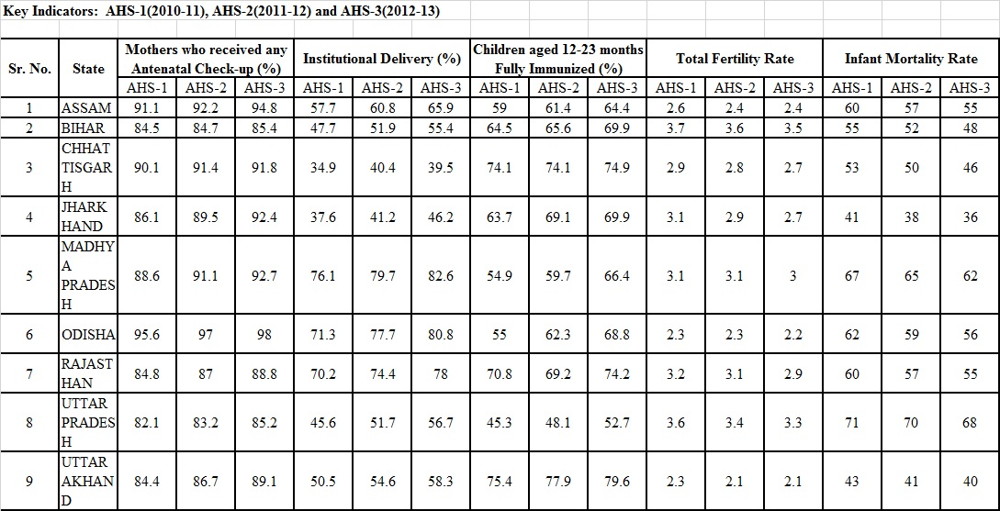 Key Indicators: AHS-1(2010-11), AHS-2(2011-12) and AHS-3(2012-13)
Sr. No. State Mothers who received any Antenatal Check-up (%) Institutional Delivery (%) Children aged 12-23 months Fully Immunized (%) Total Fertility Rate Infant Mortality Rate
AHS-1 AHS-2 AHS-3 AHS-1 AHS-2 AHS-3 AHS-1 AHS-2 AHS-3 AHS-1 AHS-2 AHS-3 AHS-1 AHS-2 AHS-3
1 ASSAM 91.1 92.2 94.8 57.7 60.8 65.9 59 61.4 64.4 2.6 2.4 2.4 60 57 55
2 BIHAR 84.5 84.7 85.4 47.7 51.9 55.4 64.5 65.6 69.9 3.7 3.6 3.5 55 52 48
CHHAT
3 TISGAR 90.1 91.4 91.8 34.9 40.4 39.5 74.1 74.1 74.9 2.9 2.8 2.7 53 50 46
H
JHARK
4 HAND 86.1 89.5 92.4 37.6 41.2 46.2 63.7 69.1 69.9 3.1 2.9 2.7 41 38 36
MADHY
A
5 PRADES 88.6 91.1 92.7 76.1 79.7 82.6 54.9 59.7 66.4 3.1 3.1 3 67 65 62
H
6 ODISHA 95.6 97 98 71.3 77.7 80.8 55 62.3 68.8 2.3 2.3 2.2 62 59 56
RAJAST
7 HAN 84.8 87 88.8 70.2 74.4 78 70.8 69.2 74.2 3.2 3.1 2.9 60 57 55
UTTAR
8 PRADES 82.1 83.2 85.2 45.6 51.7 56.7 45.3 48.1 52.7 3.6 3.4 3.3 71 70 68
H
UTTAR
9 AKHAN 84.4 86.7 89.1 50.5 54.6 58.3 75.4 77.9 79.6 2.3 2.1 2.1 43 41 40
D